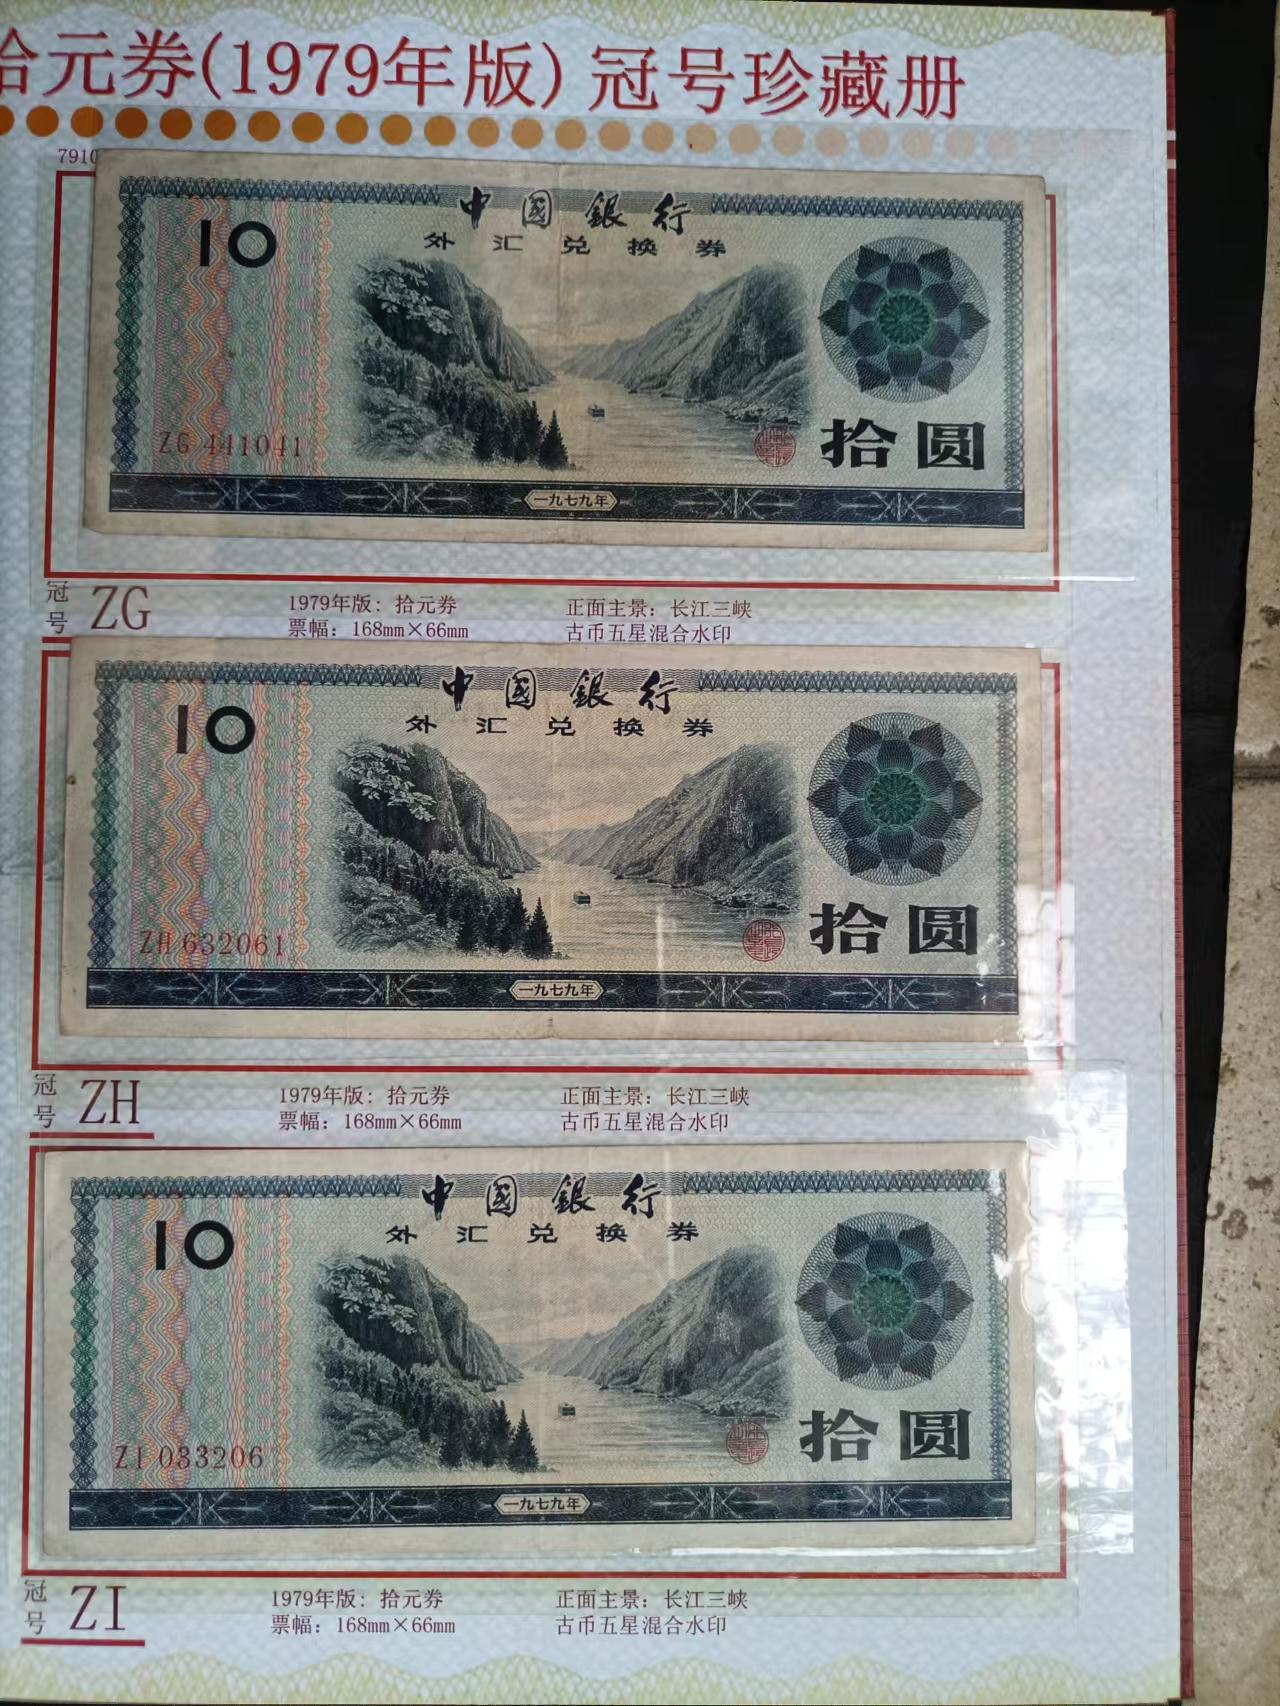 拾元券(1979年版) 冠号珍藏册
7910
中國銀行
外汇兑换券
10
ZG 441041
拾圆
一九七九年
冠号 ZG
1979年版：拾元券
票幅：168mm×66mm
正面主景：长江三峡
古币五星混合水印
中國銀行
外汇兑换券
10
ZH 632061
拾圆
一九七九年
冠号 ZH
1979年版：拾元券
票幅：168mm×66mm
正面主景：长江三峡
古币五星混合水印
中國銀行
外汇兑换券
10
ZI 033206
拾圆
一九七九年
冠号 ZI
1979年版：拾元券
票幅：168mm×66mm
正面主景：长江三峡
古币五星混合水印